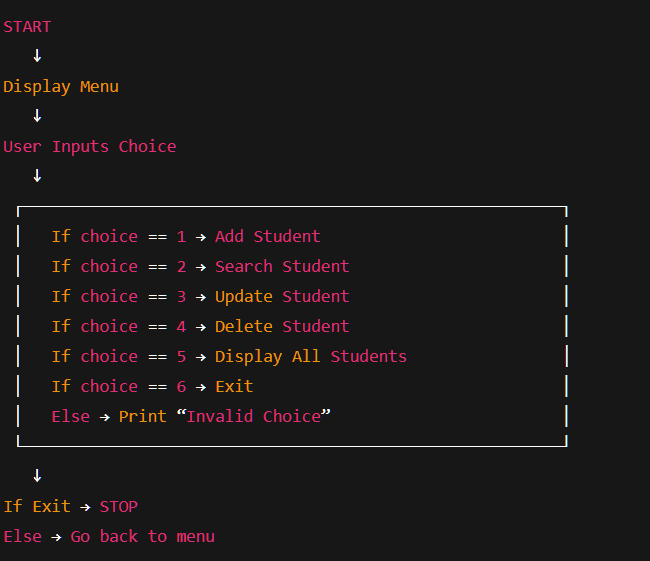 START
↓
Display Menu
↓
User Inputs Choice
↓
If choice == 1 → Add Student
If choice == 2 → Search Student
If choice == 3 → Update Student
If choice == 4 → Delete Student
If choice == 5 → Display All Students
If choice == 6 → Exit
Else → Print “Invalid Choice”
↓
If Exit → STOP
Else → Go back to menu